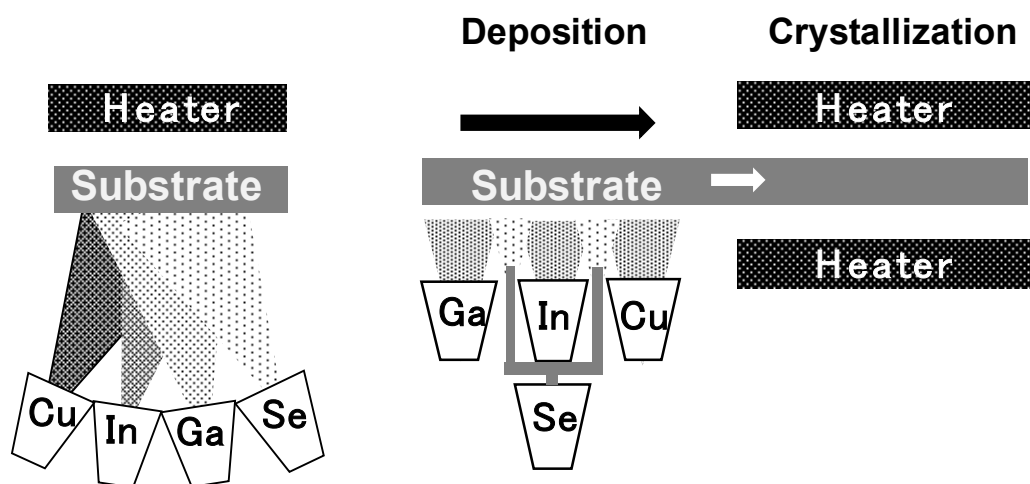 Deposition
Crystallization
Heater
Heater
Substrate
Substrate
Heater
Ga
In
Cu
Cu
In
Ga
Se
Se